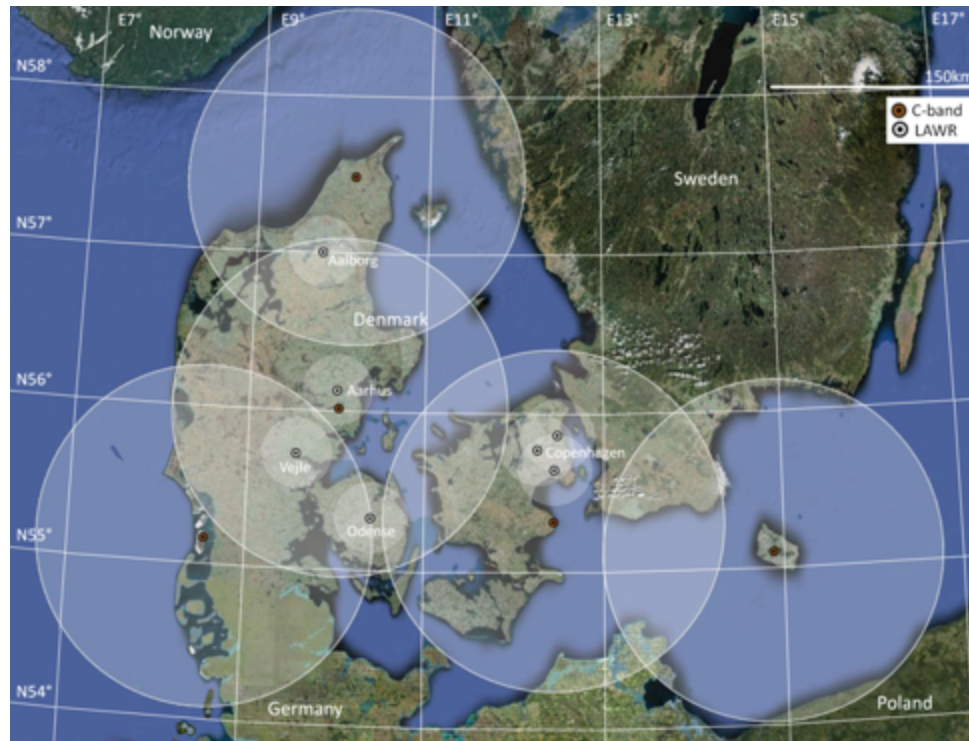 E7°
E9°
E11°
E13°
E15°
E17°
Norway
N58°
150km
C-band
LAWR
Sweden
N57°
Aalborg
Denmark
N56°
Aarhus
Copenhagen
Vejle
Odense
N55°
N54°
Germany
Poland